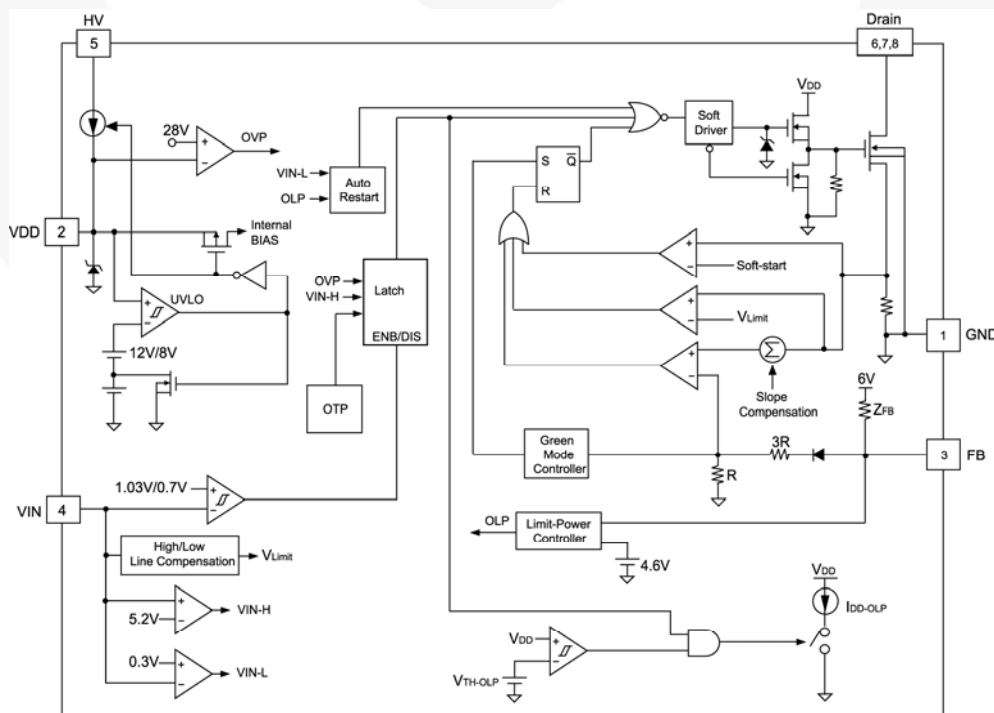 HV
Drain
5
6,7,8
VDD
28V
+
OVP
-
Soft
Driver
VIN-L
OLP
Auto
Restart
S
Q̅
R
VDD
2
Internal
BIAS
+
-
Soft-start
UVLO
+
-
OVP
VIN-H
Latch
ENB/DIS
+
-
VLimit
1
GND
12V/8V
+
-
Σ
Slope
Compensation
6V
ZFB
OTP
Green
Mode
Controller
3R
3
FB
R
1.03V/0.7V
+
-
VIN
4
OLP
Limit-Power
Controller
High/Low
Line Compensation
VLimit
4.6V
VDD
IDD-OLP
+
5.2V
-
VIN-H
VDD
+
-
0.3V
+
-
VIN-L
VTH-OLP